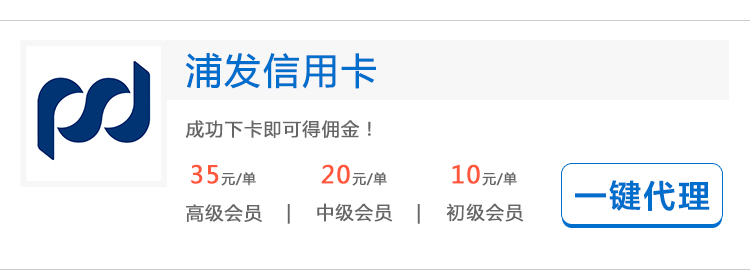 浦发信用卡
成功下卡即可得佣金！
35元/单 20元/单 10元/单
高级会员 | 中级会员 | 初级会员
一键代理